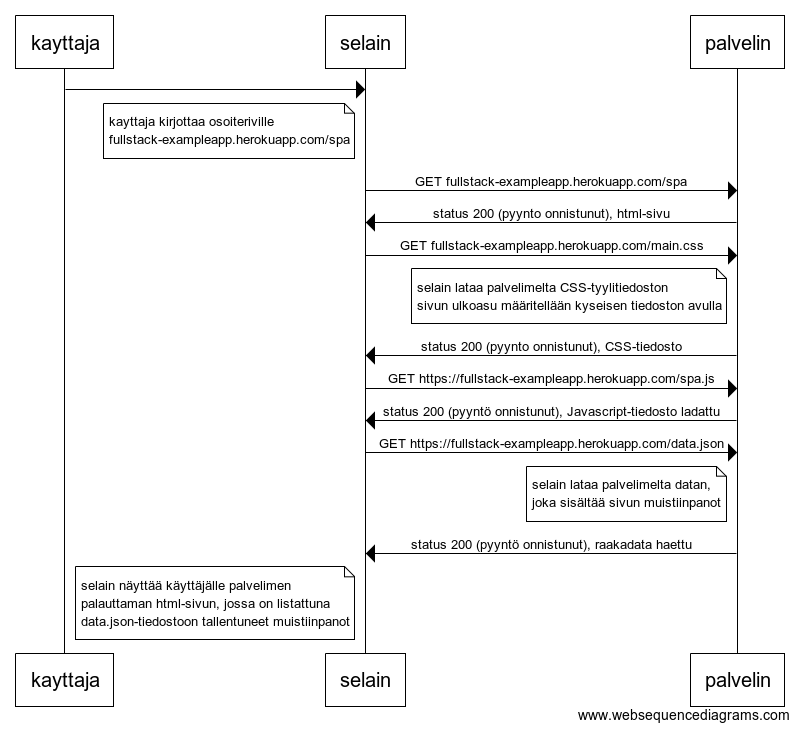 kayttaja
selain
palvelin
kayttaja kirjottaa osoiteriville
fullstack-exampleapp.herokuapp.com/spa
GET fullstack-exampleapp.herokuapp.com/spa
status 200 (pyynto onnistunut), html-sivu
GET fullstack-exampleapp.herokuapp.com/main.css
selain lataa palvelimelta CSS-tyylitiedoston
sivun ulkoasu määritellään kyseisen tiedoston avulla
status 200 (pyynto onnistunut), CSS-tiedosto
GET https://fullstack-exampleapp.herokuapp.com/spa.js
status 200 (pyyntö onnistunut), Javascript-tiedosto ladattu
GET https://fullstack-exampleapp.herokuapp.com/data.json
selain lataa palvelimelta datan,
joka sisältää sivun muistiinpanot
status 200 (pyyntö onnistunut), raakadata haettu
selain näyttää käyttäjälle palvelimen
palauttaman html-sivun, jossa on listattuna
data.json-tiedostoon tallentuneet muistiinpanot
kayttaja
selain
palvelin
www.websequencediagrams.com